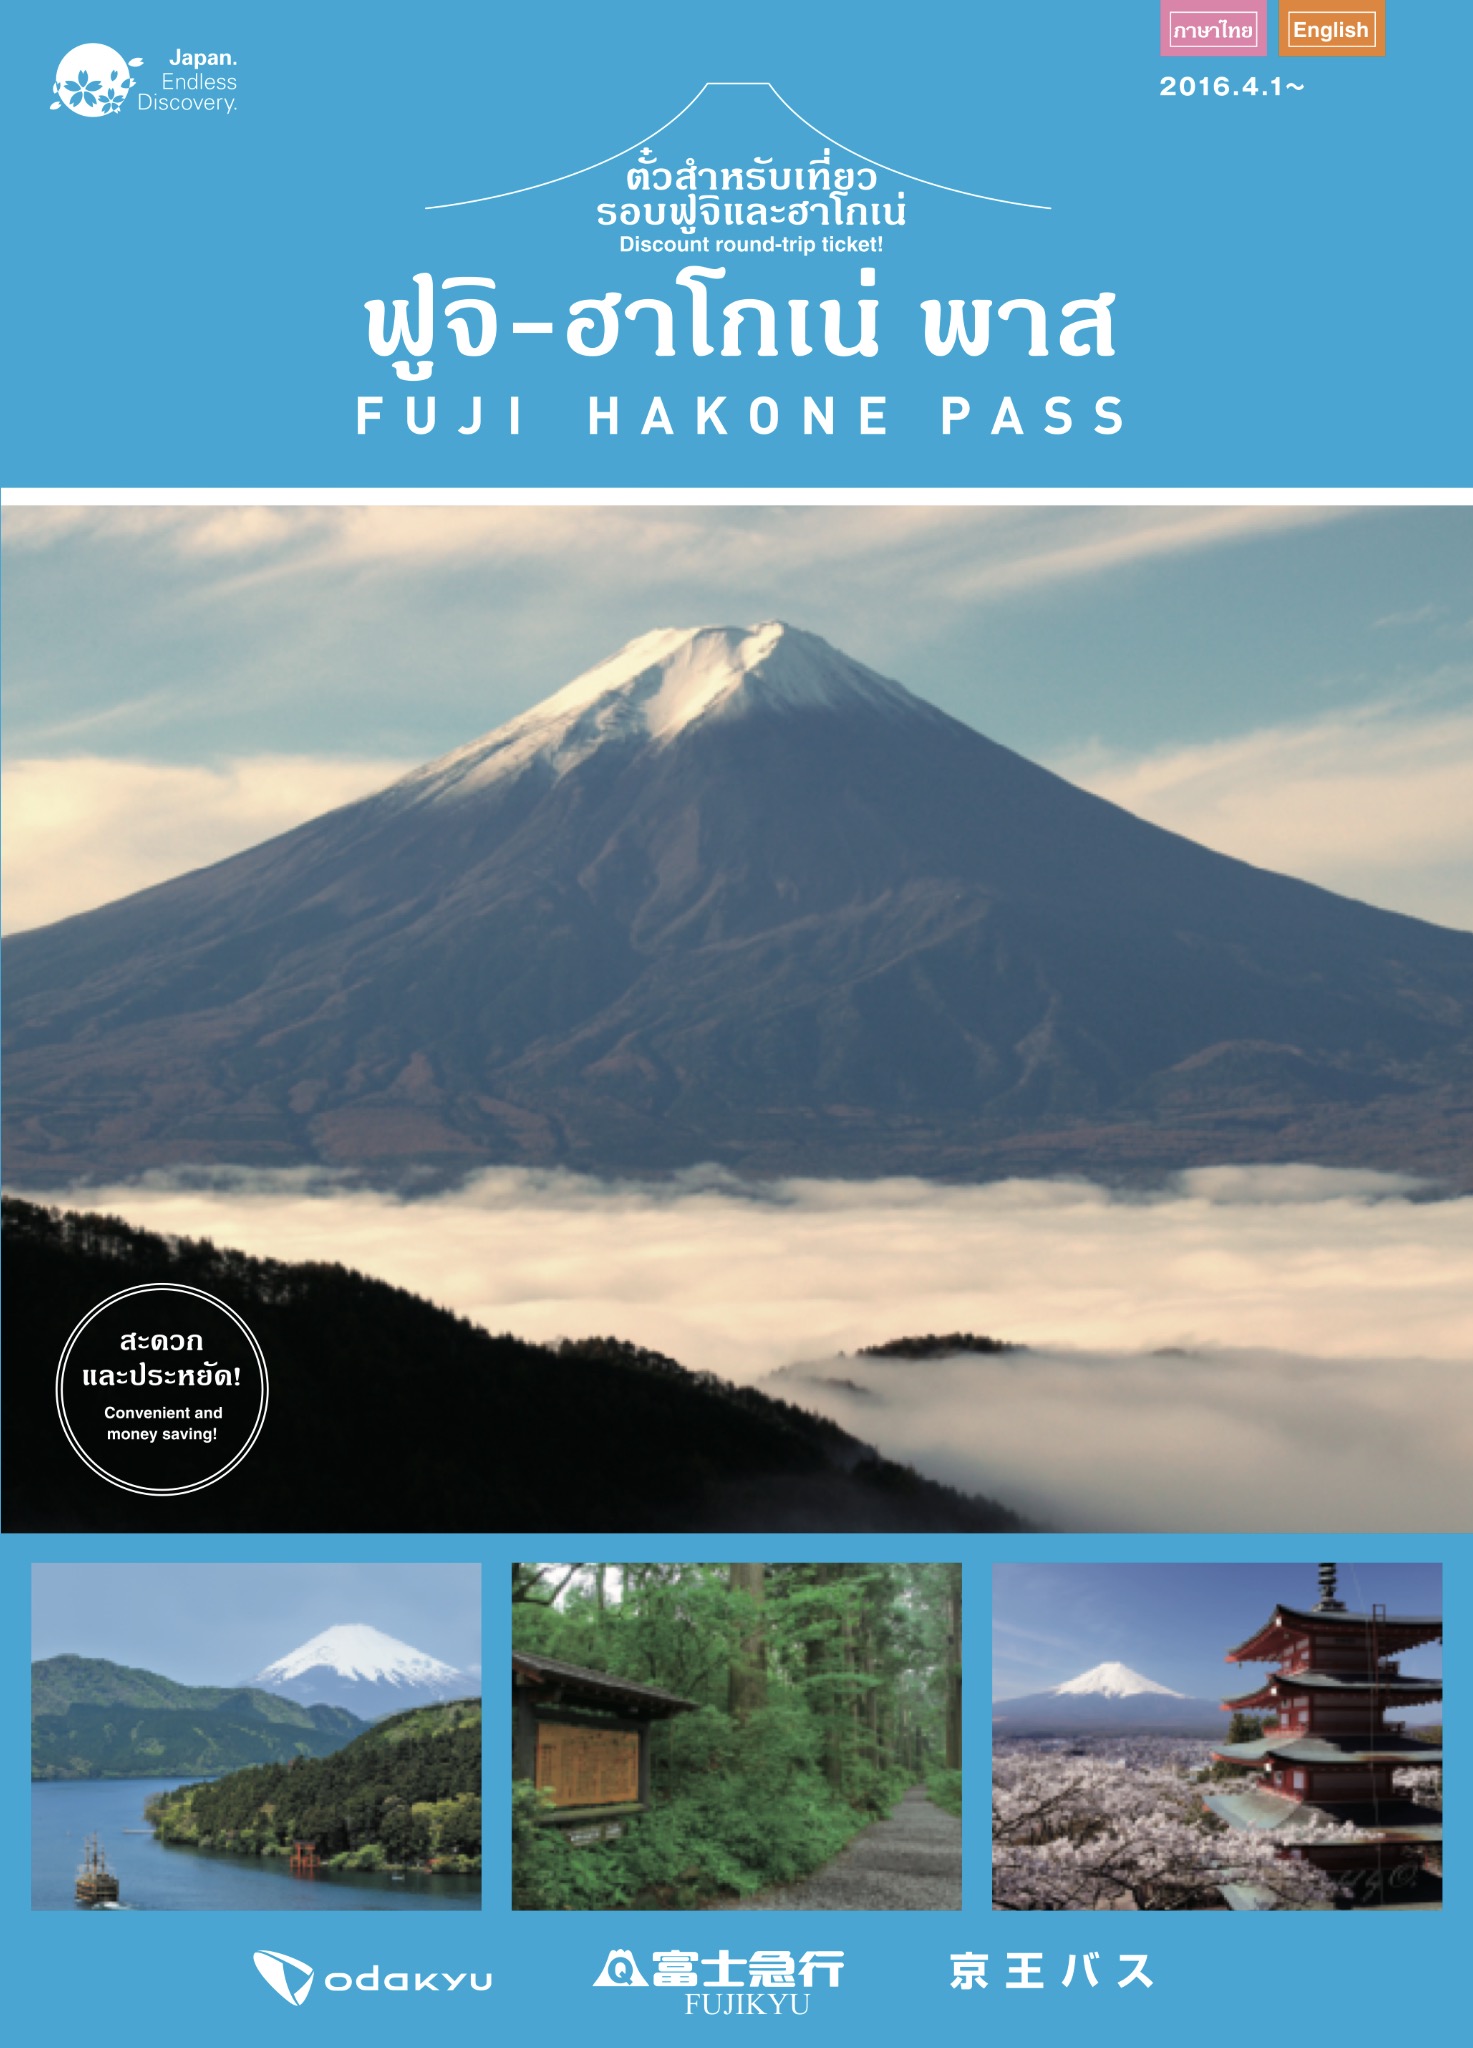 Japan.
Endless
Discovery.
ภาษาไทย
English
2016.4.1~
ตั๋วสำหรับเที่ยว
รอบฟูจิและฮาโกเน่
Discount round-trip ticket!
ฟูจิ-ฮาโกเน่ พาส
FUJI HAKONE PASS
สะดวก
และประหยัด!
Convenient and
money saving!
odakyu
富士急行
FUJIKYU
京王バス